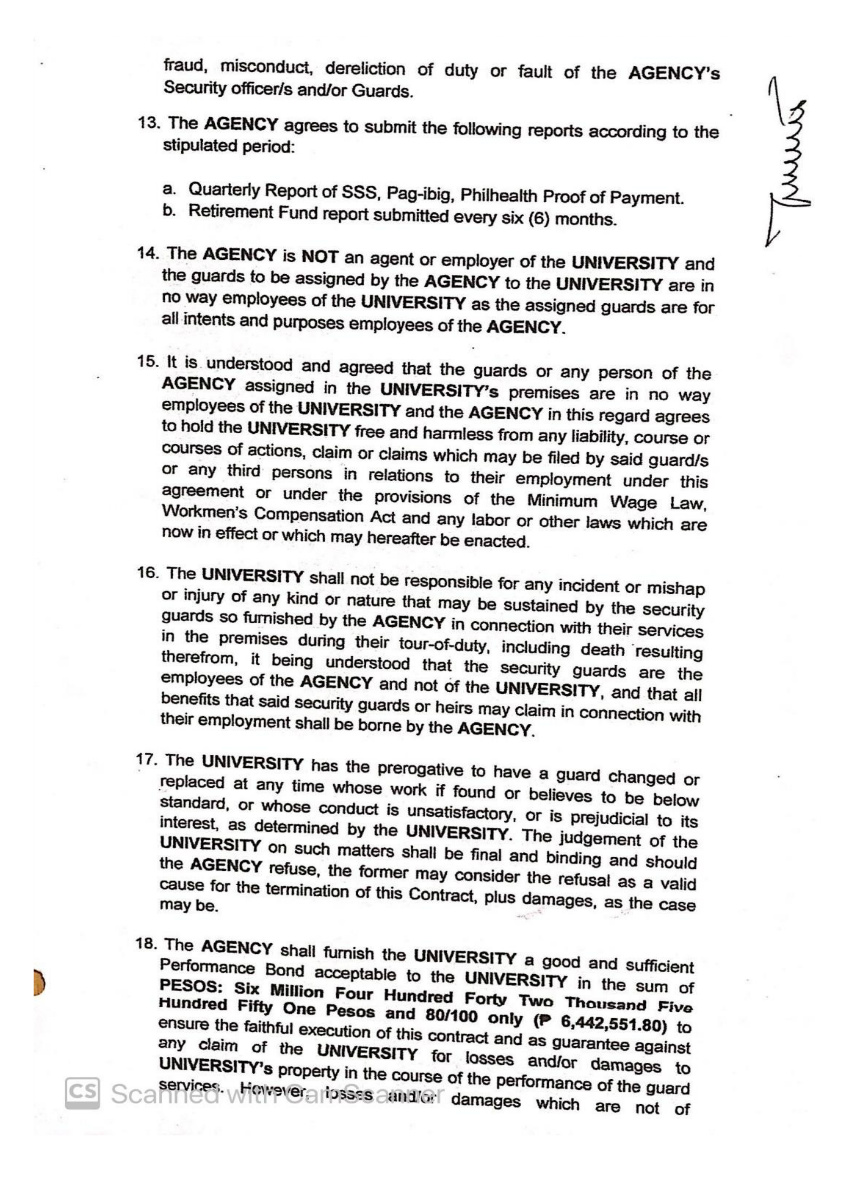 fraud, misconduct, dereliction of duty or fault of the AGENCY's
Security officer/s and/or Guards.
13. The AGENCY agrees to submit the following reports according to the
stipulated period:
a. Quarterly Report of SSS, Pag-ibig, Philhealth Proof of Payment.
b. Retirement Fund report submitted every six (6) months.
14. The AGENCY is NOT an agent or employer of the UNIVERSITY and
the guards to be assigned by the AGENCY to the UNIVERSITY are in
no way employees of the UNIVERSITY as the assigned guards are for
all intents and purposes employees of the AGENCY.
15. It is understood and agreed that the guards or any person of the
AGENCY assigned in the UNIVERSITY's premises are in no way
employees of the UNIVERSITY and the AGENCY in this regard agrees
to hold the UNIVERSITY free and harmless from any liability, course or
courses of actions, claim or claims which may be filed by said guard/s
or any third persons in relations to their employment under this
agreement or under the provisions of the Minimum Wage Law,
Workmen's Compensation Act and any labor or other laws which are
now in effect or which may hereafter be enacted.
16. The UNIVERSITY shall not be responsible for any incident or mishap
or injury of any kind or nature that may be sustained by the security
guards so furnished by the AGENCY in connection with their services
in the premises during their tour-of-duty, including death resulting
therefrom, it being understood that the security guards are the
employees of the AGENCY and not of the UNIVERSITY, and that all
benefits that said security guards or heirs may claim in connection with
their employment shall be borne by the AGENCY.
17. The UNIVERSITY has the prerogative to have a guard changed or
replaced at any time whose work if found or believes to be below
standard, or whose conduct is unsatisfactory, or is prejudicial to its
interest, as determined by the UNIVERSITY. The judgement of the
UNIVERSITY on such matters shall be final and binding and should
the AGENCY refuse, the former may consider the refusal as a valid
cause for the termination of this Contract, plus damages, as the case
may be.
18. The AGENCY shall furnish the UNIVERSITY a good and sufficient
Performance Bond acceptable to the UNIVERSITY in the sum of
PESOS: Six Million Four Hundred Forty Two Thousand Five
Hundred Fifty One Pesos and 80/100 only (₱ 6,442,551.80) to
ensure the faithful execution of this contract and as guarantee against
any claim of the UNIVERSITY for losses and/or damages to
UNIVERSITY's property in the course of the performance of the guard
services. However, losses and/or damages which are not of
CS Scanned with CamScanner